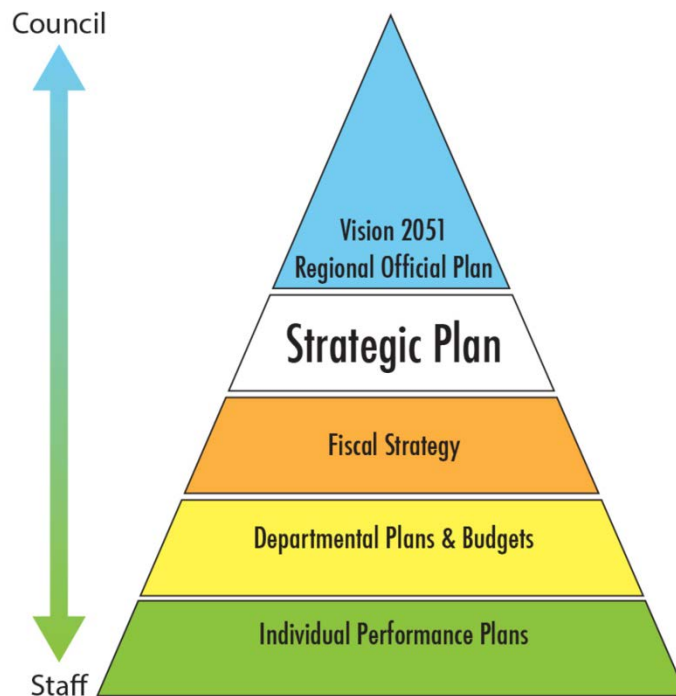 Council
Vision 2051
Regional Official Plan
Strategic Plan
Fiscal Strategy
Departmental Plans & Budgets
Individual Performance Plans
Staff